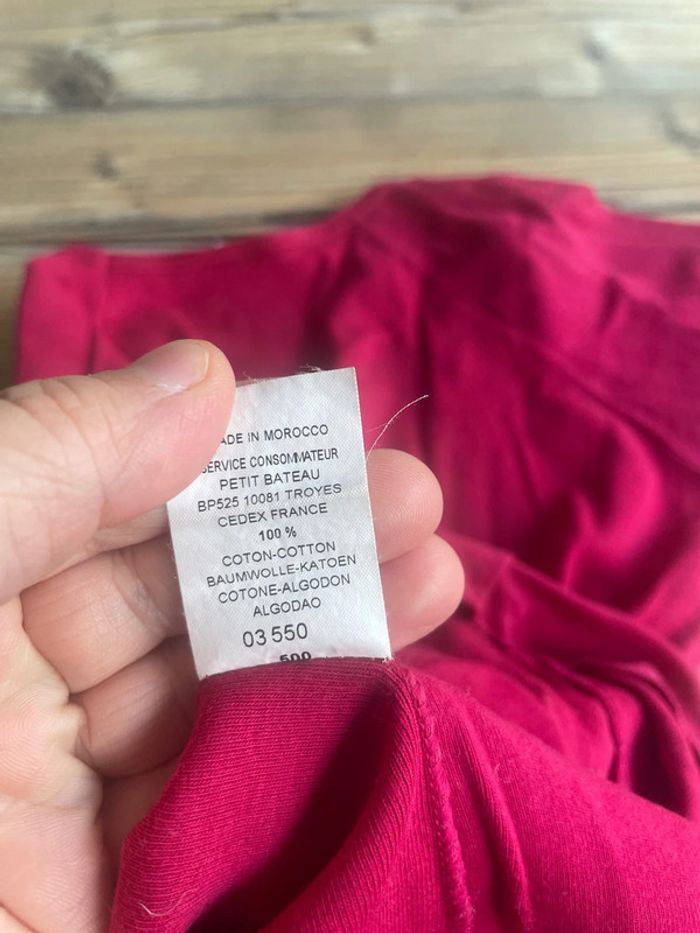 ADE IN MOROCCO
SERVICE CONSOMMATEUR
PETIT BATEAU
BP525 10081 TROYES
CEDEX FRANCE
100 %
COTON-COTTON
BAUMWOLLE-KATOEN
COTONE-ALGODON
ALGODAO
03 550
500